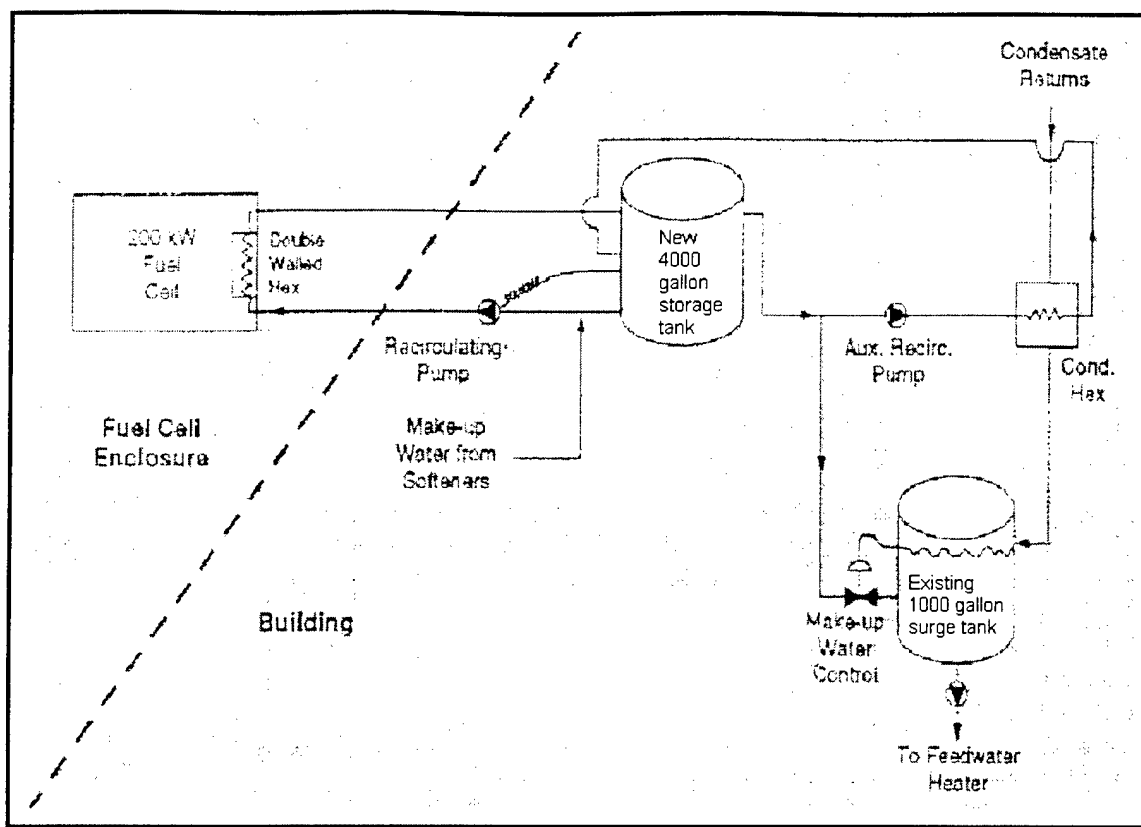 Condensate
Returns
200 kW
Fuel
Cell
Double
Walled
Hex
New
4000
gallon
storage
tank
Recirculating-
Pump
Aux. Recirc.
Pump
Cond.
Hex
Fuel Cell
Enclosure
Make-up
Water from
Softeners
Building
Existing
1000 gallon
surge tank
Make-up
Water
Control
To Feedwater
Heater